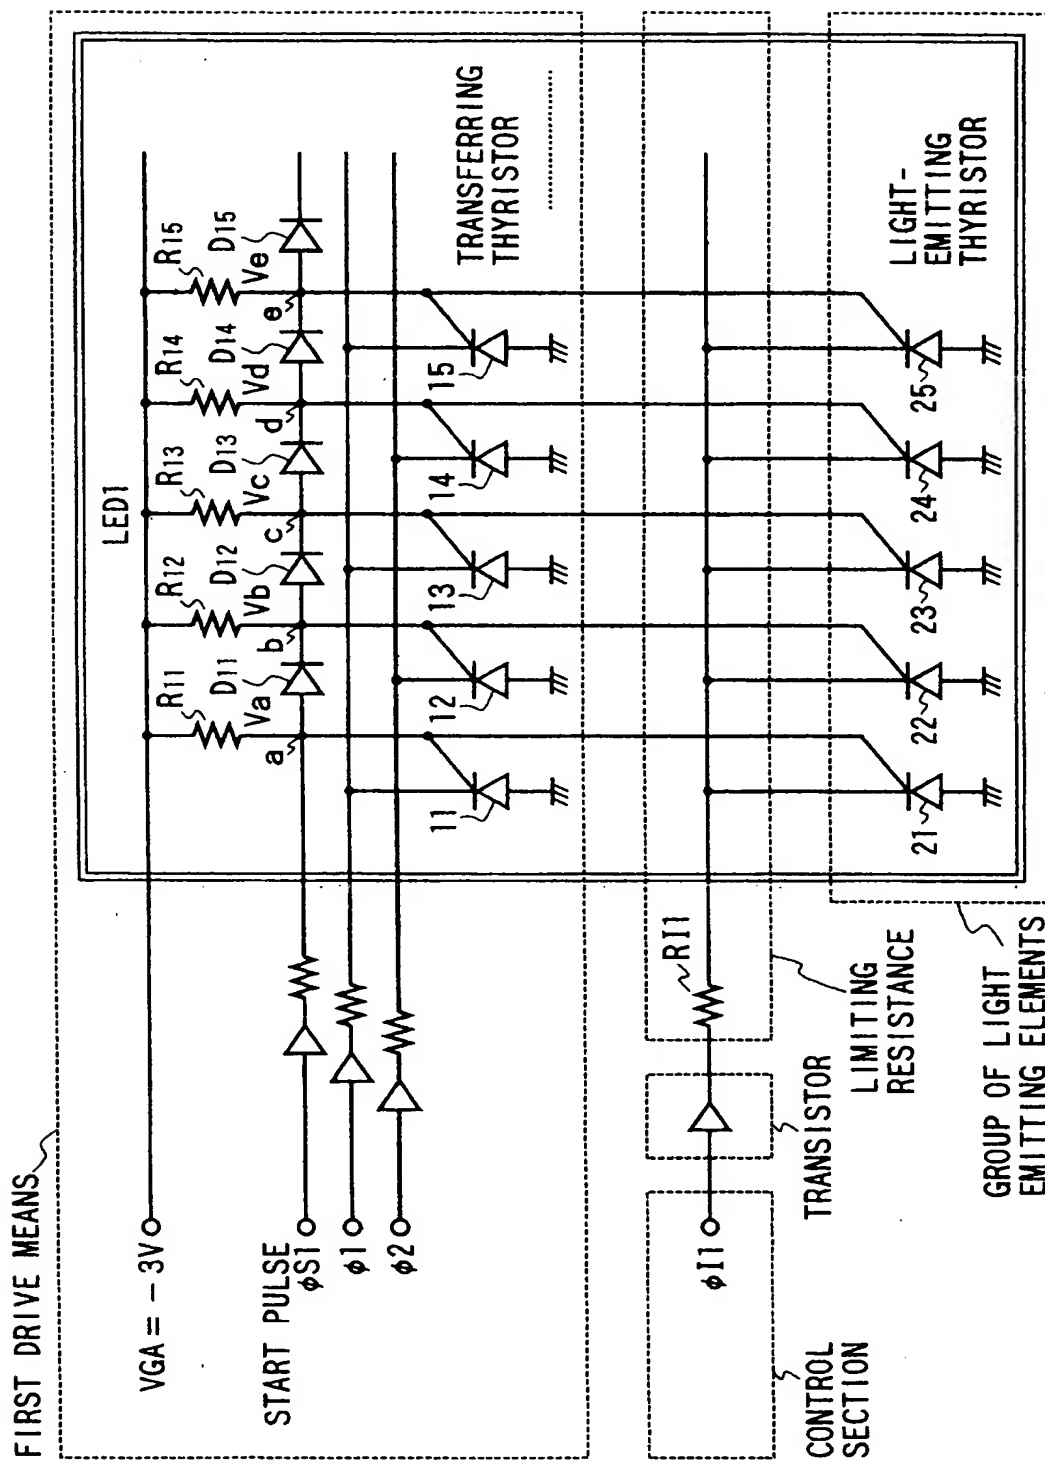 FIRST DRIVE MEANS
LED1
VGA = − 3V
R11
R12
R13
R14
R15
D11
D12
D13
D14
D15
Va
Vb
Vc
Vd
Ve
a
b
c
d
e
START PULSE
φS1
φ1
φ2
11
12
13
14
15
TRANSFERRING
THYRISTOR
φI1
RI1
CONTROL
SECTION
TRANSISTOR
LIMITING
RESISTANCE
21
22
23
24
25
LIGHT-
EMITTING
THYRISTOR
GROUP OF LIGHT
EMITTING ELEMENTS